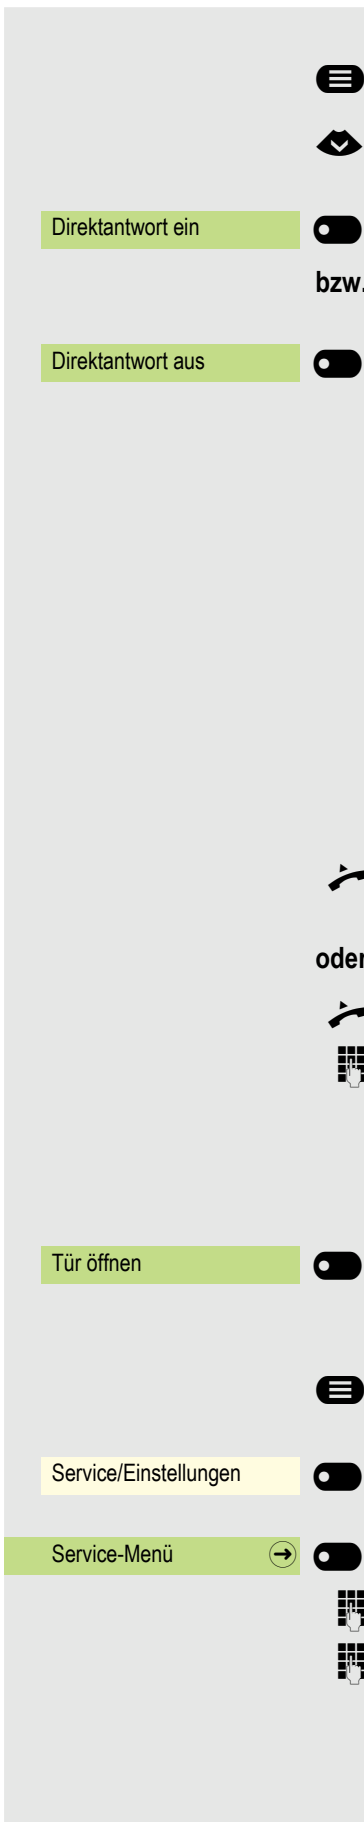 Direktantwort ein
bzw.
Direktantwort aus
oder
Tür öffnen
Service/Einstellungen
Service-Menü